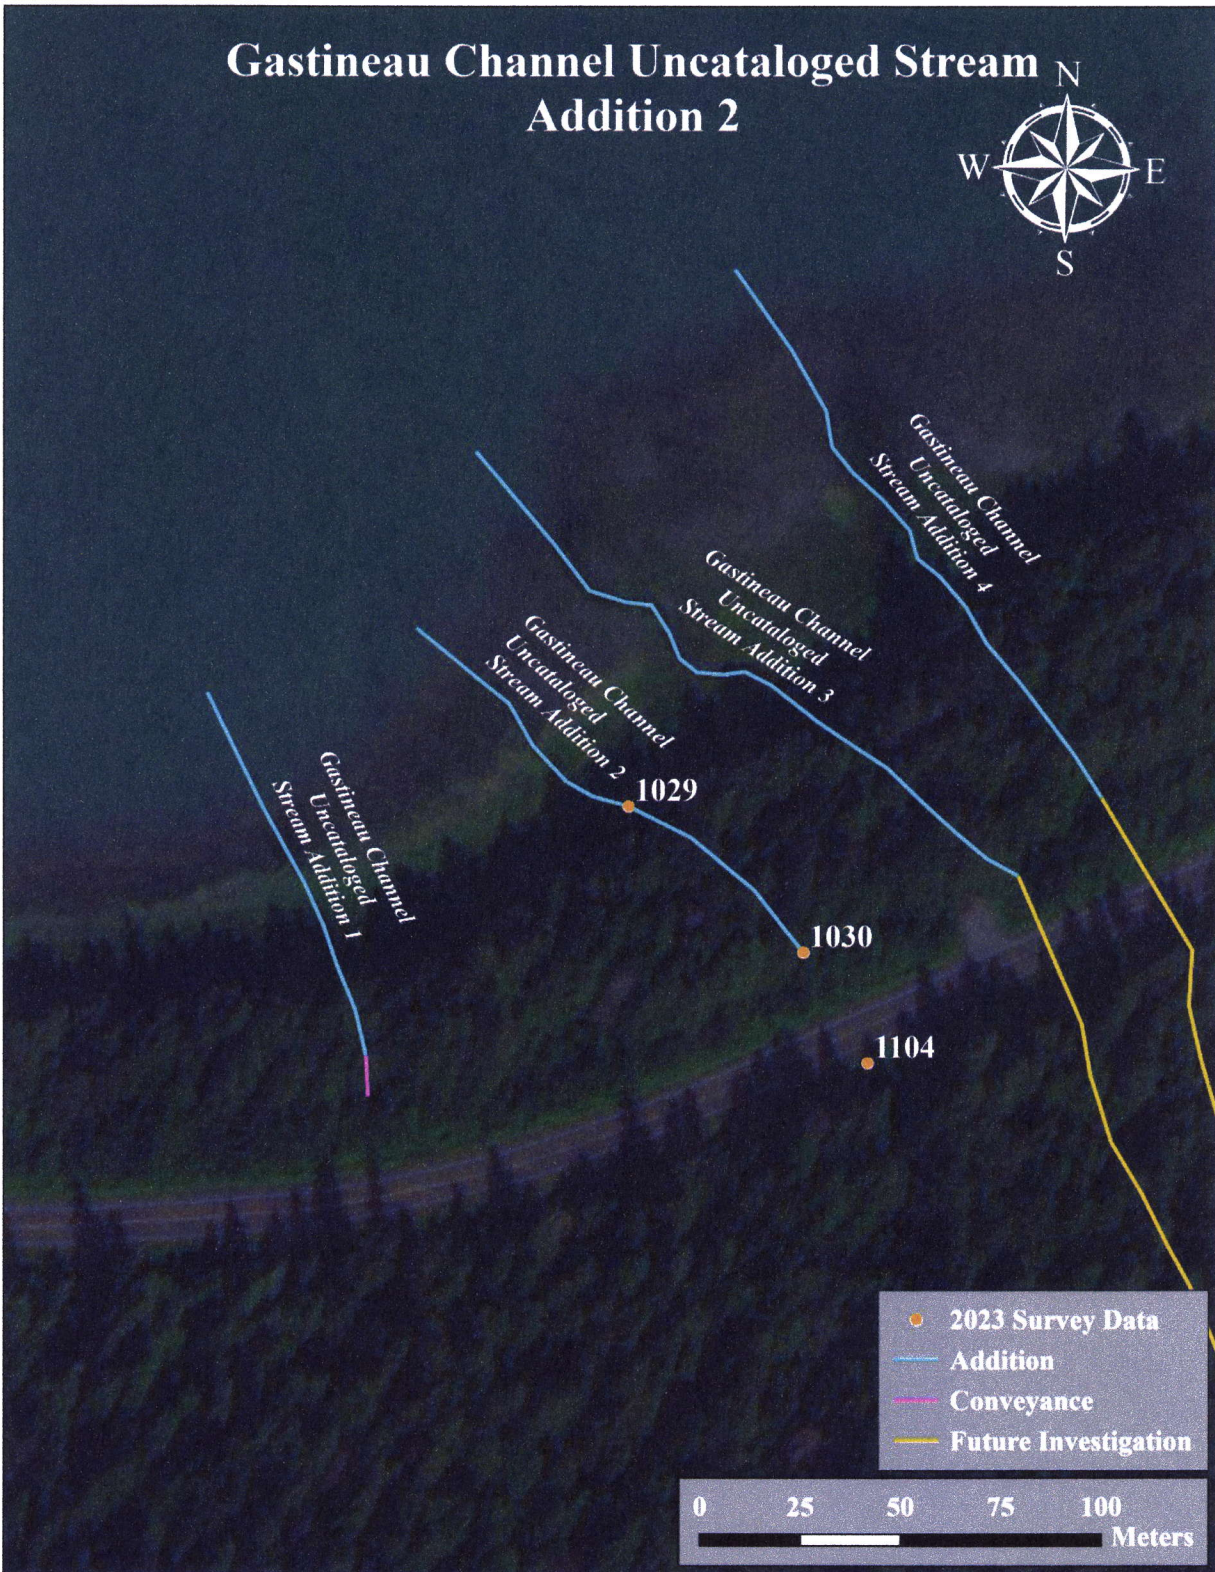 Gastineau Channel Uncataloged Stream
Addition 2
N
W
E
S
Gastineau Channel
Uncataloged
Stream Addition 4
Gastineau Channel
Uncataloged
Stream Addition 3
Gastineau Channel
Uncataloged
Stream Addition 2
Gastineau Channel
Uncataloged
Stream Addition 1
1029
1030
1104
2023 Survey Data
Addition
Conveyance
Future Investigation
0 25 50 75 100
Meters